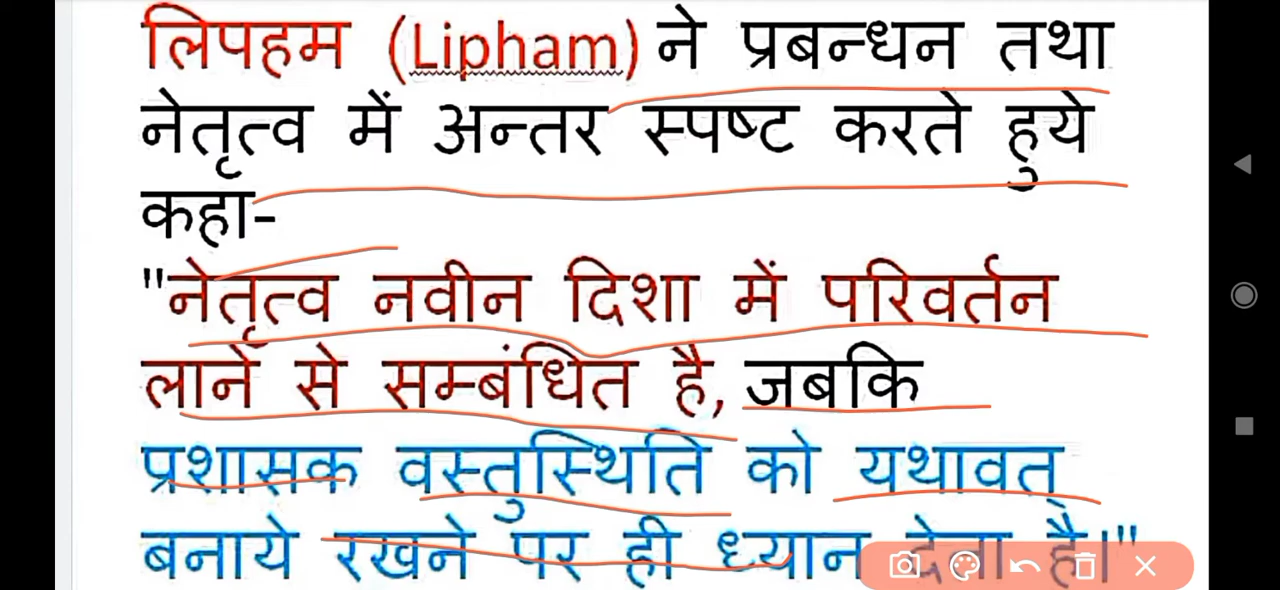 लिपहम (Lipham) ने प्रबन्धन तथा
नेतृत्व में अन्तर स्पष्ट करते हुये
कहा-
"नेतृत्व नवीन दिशा में परिवर्तन
लाने से सम्बंधित है, जबकि
प्रशासक वस्तुस्थिति को यथावत्
बनाये रखने पर ही ध्यान देता है।"